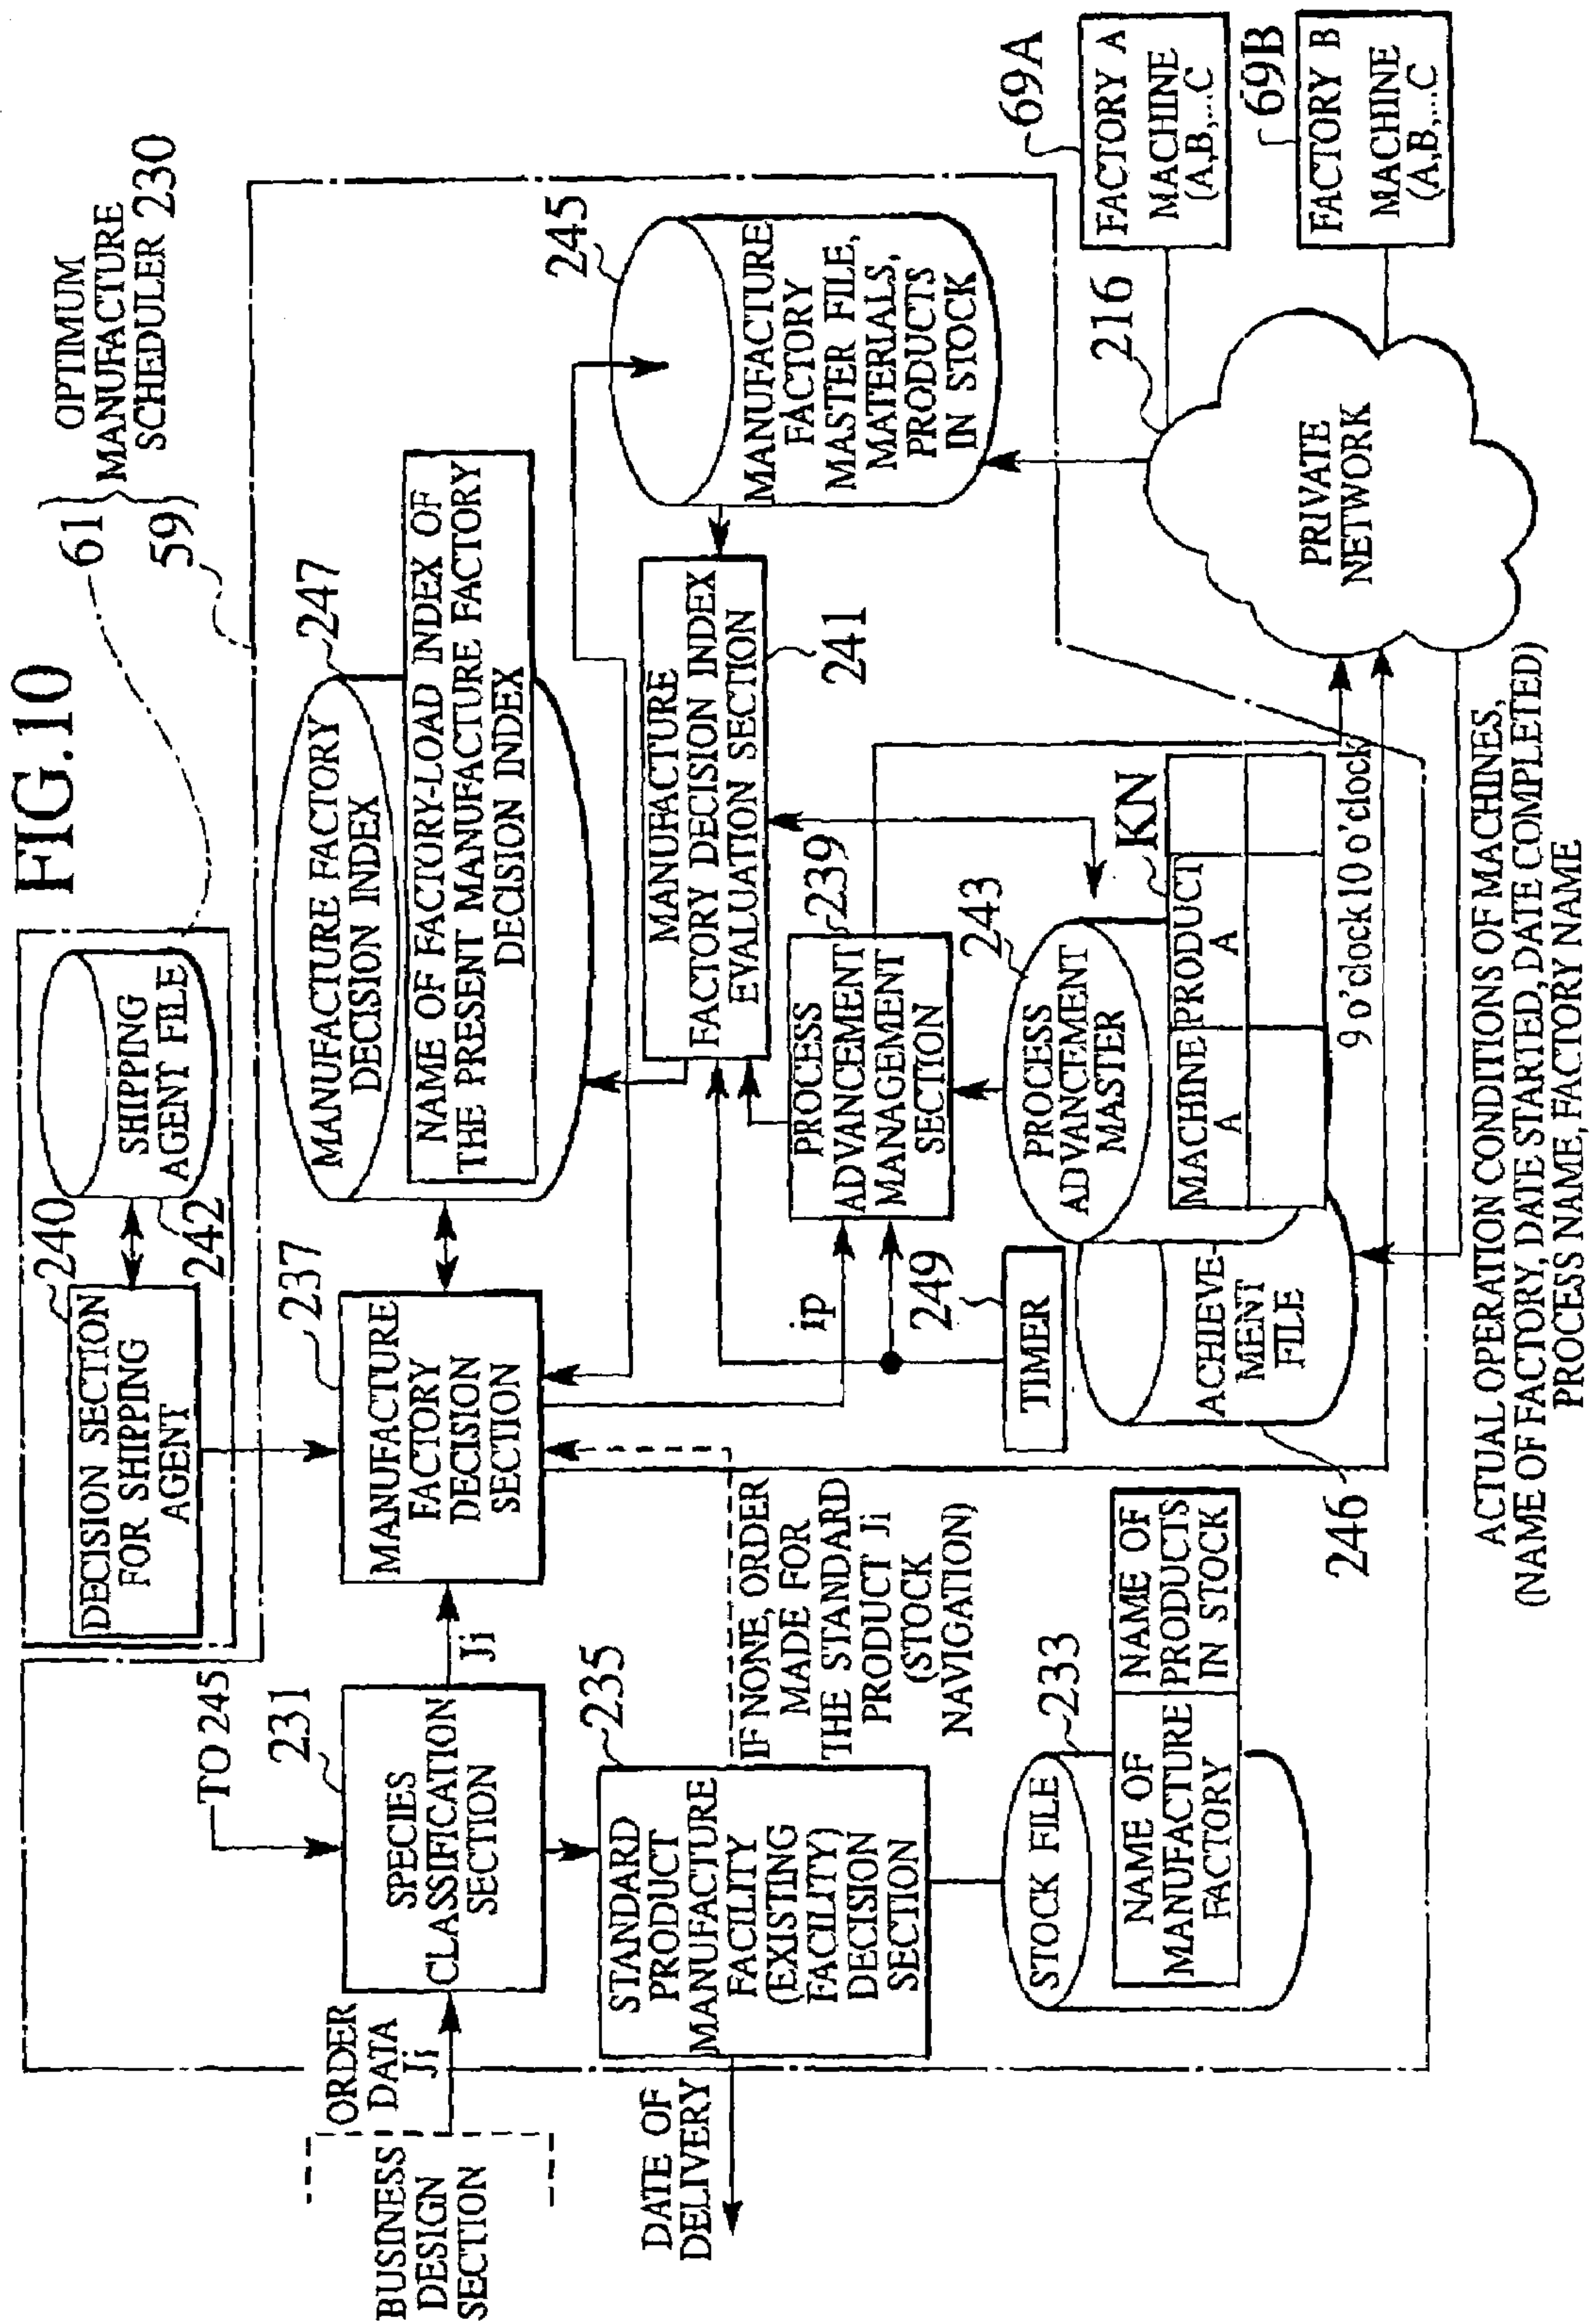 FIG.10
OPTIMUM
MANUFACTURE
SCHEDULER 230
61
59
240
DECISION SECTION
FOR SHIPPING
AGENT
SHIPPING
AGENT FILE
242
TO 245
231
SPECIES
CLASSIFICATION
SECTION
ORDER
DATA
Ji
BUSINESS
DESIGN
SECTION
Ji
237
MANUFACTURE
FACTORY
DECISION
SECTION
247
MANUFACTURE FACTORY
DECISION INDEX
NAME OF FACTORY-LOAD INDEX OF
THE PRESENT MANUFACTURE FACTORY
DECISION INDEX
245
MANUFACTURE
FACTORY
MASTER FILE,
MATERIALS,
PRODUCTS
IN STOCK
MANUFACTURE
FACTORY DECISION INDEX
EVALUATION SECTION
241
235
STANDARD
PRODUCT
MANUFACTURE
FACILITY
(EXISTING
FACILITY)
DECISION
SECTION
DATE OF
DELIVERY
IF NONE, ORDER
MADE FOR
THE STANDARD
PRODUCT Ji
(STOCK
NAVIGATION)
ip
239
PROCESS
ADVANCEMENT
MANAGEMENT
SECTION
249
TIMER
243
PROCESS
ADVANCEMENT
MASTER
KN
MACHINE
A
PRODUCT
A
9 o'clock
10 o'clock
ACHIEVE-
MENT
FILE
246
233
STOCK FILE
NAME OF
MANUFACTURE
FACTORY
NAME OF
PRODUCTS
IN STOCK
69A
FACTORY A
MACHINE
(A,B,...C
69B
FACTORY B
MACHINE
(A,B,...C
216
PRIVATE
NETWORK
ACTUAL OPERATION CONDITIONS OF MACHINES,
(NAME OF FACTORY, DATE STARTED, DATE COMPLETED)
PROCESS NAME, FACTORY NAME